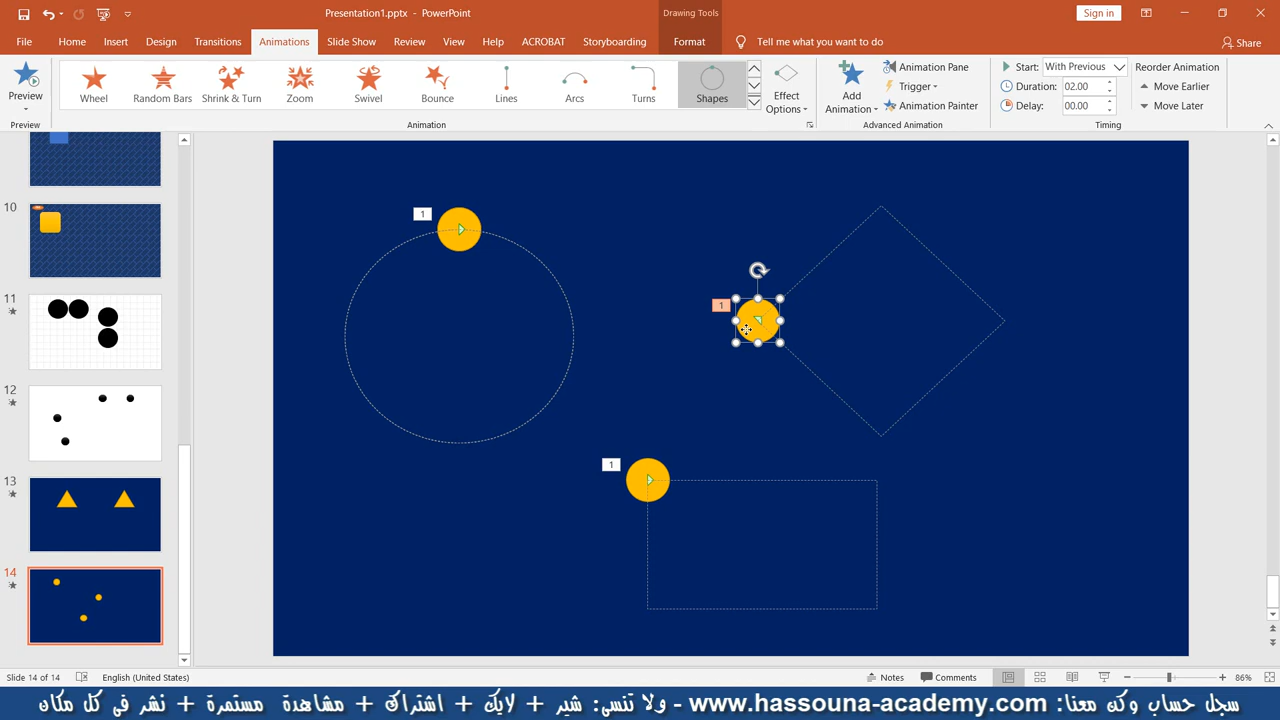 Presentation1.pptx - PowerPoint
Drawing Tools
Sign in
File Home Insert Design Transitions Animations Slide Show Review View Help ACROBAT Storyboarding Format Tell me what you want to do Share
Preview
Wheel Random Bars Shrink & Turn Zoom Swivel Bounce Lines Arcs Turns Shapes
Effect Options
Add Animation
Animation Pane
Trigger
Animation Painter
Start: With Previous
Duration: 02.00
Delay: 00.00
Reorder Animation
Move Earlier
Move Later
Preview Animation Advanced Animation Timing
10
11
12
13
14
1
1
1
Slide 14 of 14 English (United States) Notes Comments 86%
سجل حساب وكن معنا: www.hassouna-academy.com - ولا تنسى: شير + لايك + اشتراك + مشاهدة مستمرة + نشر في كل مكان